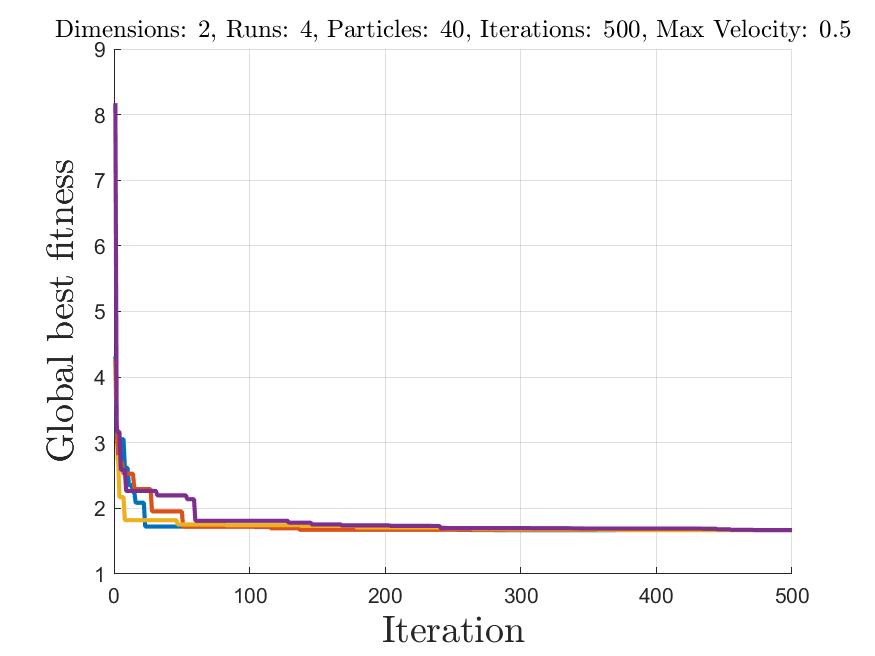 Dimensions: 2, Runs: 4, Particles: 40, Iterations: 500, Max Velocity: 0.5
9
8
7
6
5
4
3
2
1
Global best fitness
0 100 200 300 400 500
Iteration